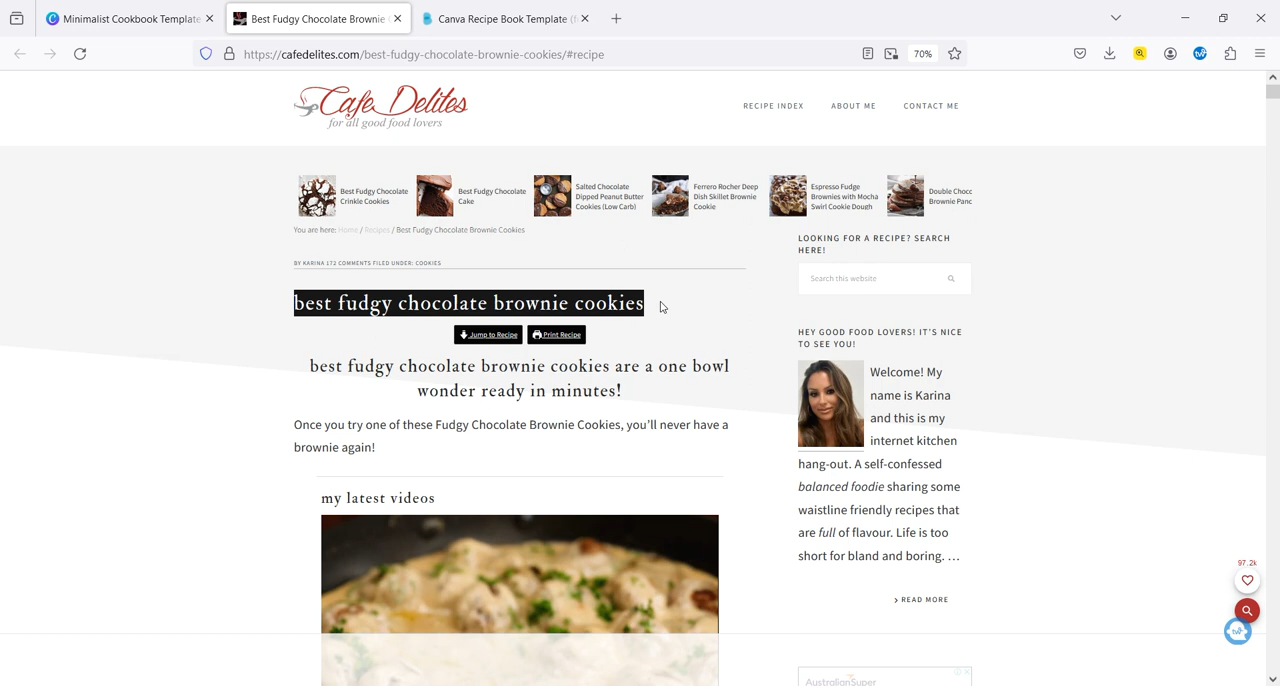 Minimalist Cookbook Template
Best Fudgy Chocolate Brownie
Canva Recipe Book Template (
https://cafedelites.com/best-fudgy-chocolate-brownie-cookies/#recipe
70%
Cafe Delites
for all good food lovers
RECIPE INDEX
ABOUT ME
CONTACT ME
Best Fudgy Chocolate
Crinkle Cookies
Best Fudgy Chocolate
Cake
Salted Chocolate
Dipped Peanut Butter
Cookies (Low Carb)
Ferrero Rocher Deep
Dish Skillet Brownie
Cookie
Espresso Fudge
Brownies with Mocha
Swirl Cookie Dough
Double Choc
Brownie Panc
You are here: Home / Recipes / Best Fudgy Chocolate Brownie Cookies
BY KARINA 172 COMMENTS FILED UNDER: COOKIES
best fudgy chocolate brownie cookies
Jump to Recipe
Print Recipe
best fudgy chocolate brownie cookies are a one bowl
wonder ready in minutes!
Once you try one of these Fudgy Chocolate Brownie Cookies, you'll never have a
brownie again!
my latest videos
LOOKING FOR A RECIPE? SEARCH
HERE!
Search this website
HEY GOOD FOOD LOVERS! IT'S NICE
TO SEE YOU!
Welcome! My
name is Karina
and this is my
internet kitchen
hang-out. A self-confessed
balanced foodie sharing some
waistline friendly recipes that
are full of flavour. Life is too
short for bland and boring. …
READ MORE
97.2k
AustralianSuper